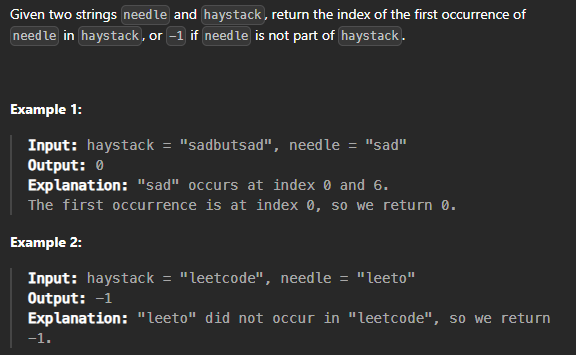 Given two strings needle and haystack, return the index of the first occurrence of
needle in haystack, or -1 if needle is not part of haystack.
Example 1:
Input: haystack = "sadbutsad", needle = "sad"
Output: 0
Explanation: "sad" occurs at index 0 and 6.
The first occurrence is at index 0, so we return 0.
Example 2:
Input: haystack = "leetcode", needle = "leeto"
Output: -1
Explanation: "leeto" did not occur in "leetcode", so we return
-1.